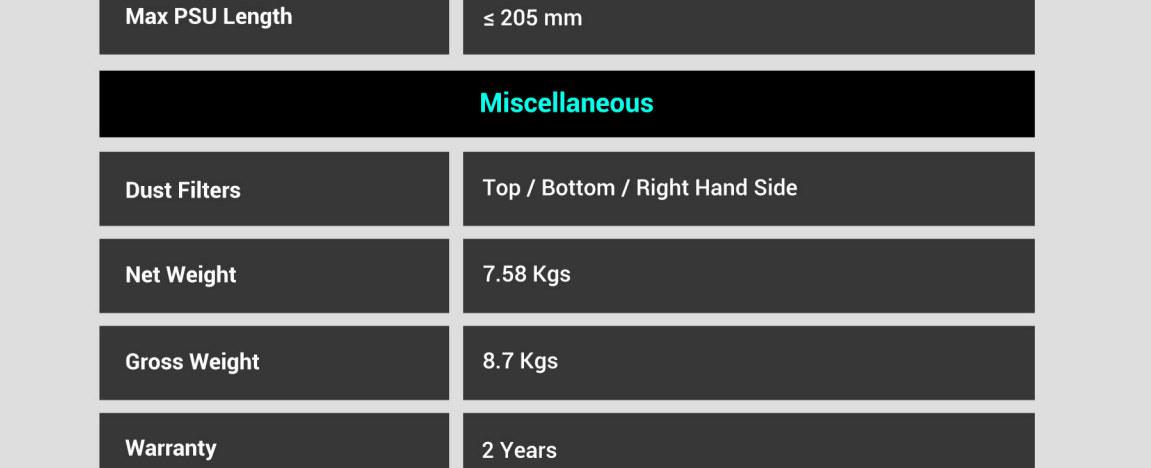 Max PSU Length
≤ 205 mm
Miscellaneous
Dust Filters
Top / Bottom / Right Hand Side
Net Weight
7.58 Kgs
Gross Weight
8.7 Kgs
Warranty
2 Years